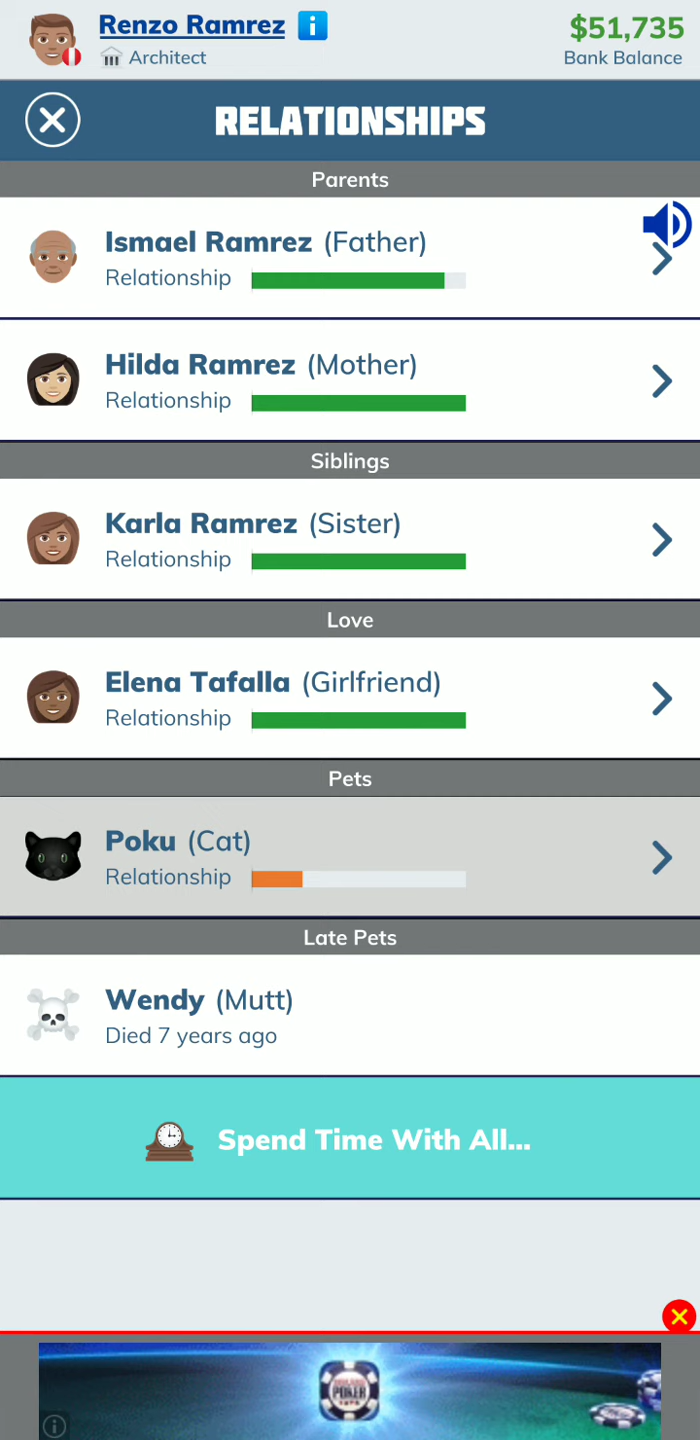 Renzo Ramrez
$51,735
Architect
Bank Balance
RELATIONSHIPS
Parents
Ismael Ramrez (Father)
Relationship
Hilda Ramrez (Mother)
Relationship
Siblings
Karla Ramrez (Sister)
Relationship
Love
Elena Tafalla (Girlfriend)
Relationship
Pets
Poku (Cat)
Relationship
Late Pets
Wendy (Mutt)
Died 7 years ago
Spend Time With All...
POKER